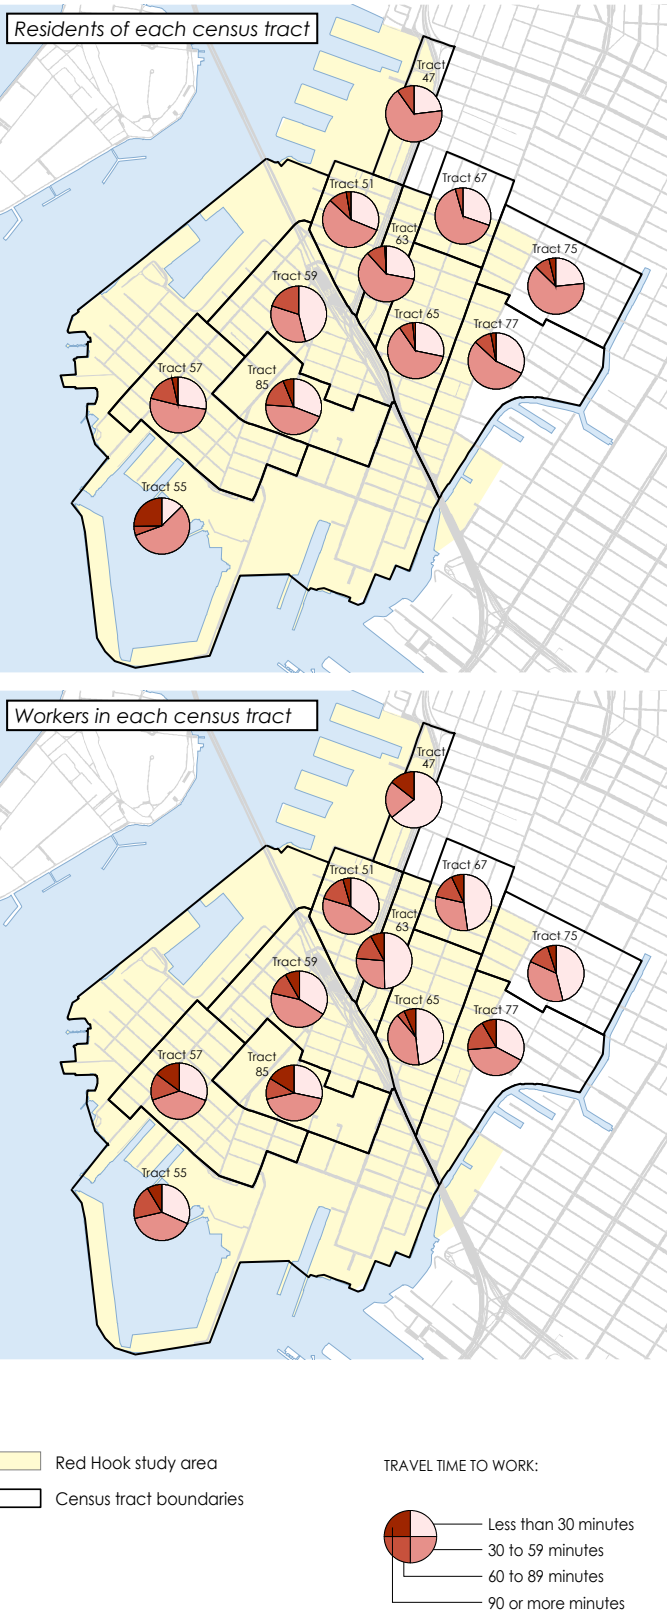 Residents of each census tract
Tract
47
Tract 67
Tract 51
Tract
63
Tract 75
Tract 59
Tract 65
Tract 77
Tract 57
Tract
85
Tract 55
Workers in each census tract
Tract
47
Tract 67
Tract 51
Tract
63
Tract 75
Tract 59
Tract 65
Tract 77
Tract 57
Tract
85
Tract 55
Red Hook study area
Census tract boundaries
TRAVEL TIME TO WORK:
Less than 30 minutes
30 to 59 minutes
60 to 89 minutes
90 or more minutes